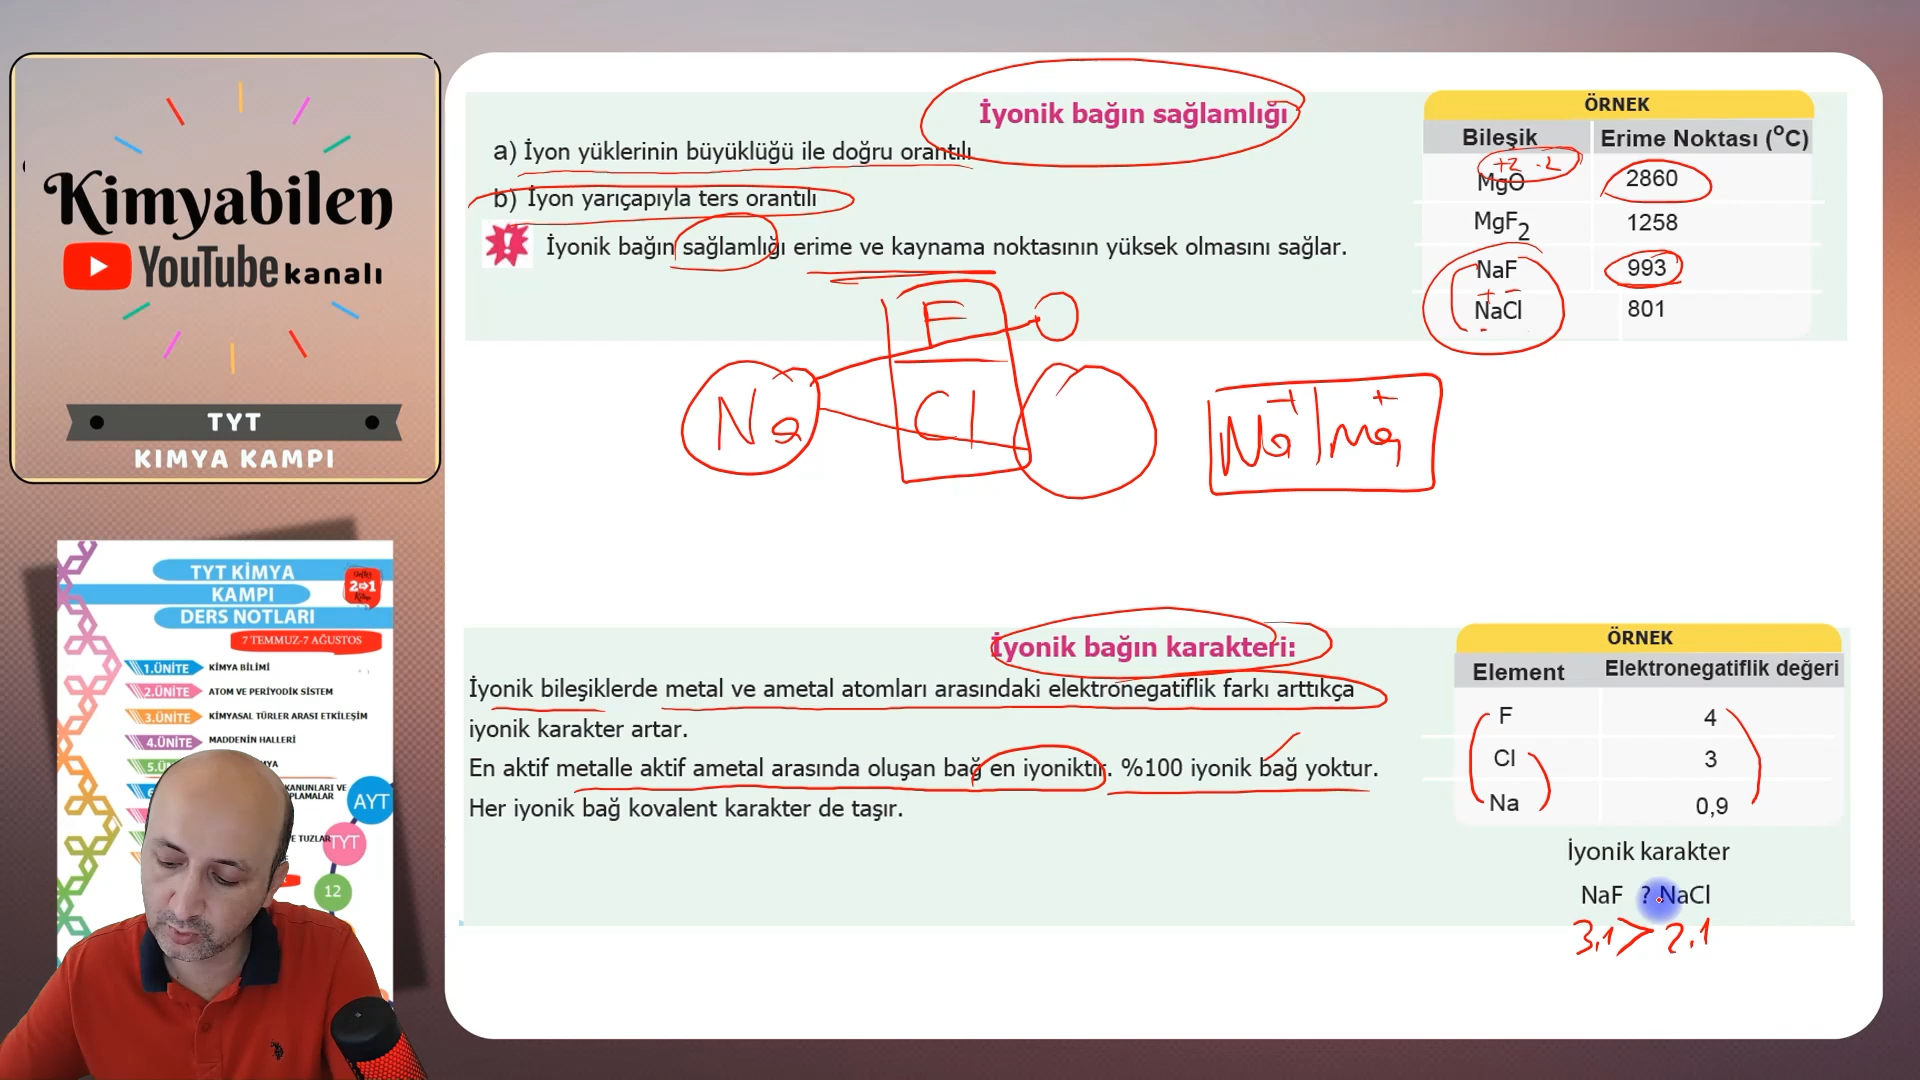 Kimyabilen
YouTube kanalı
TYT
KIMYA KAMPI
TYT KİMYA
KAMPI
DERS NOTLARI
2⇨1
7 TEMMUZ-7 AĞUSTOS
1.ÜNİTE KİMYA BİLİMİ
2.ÜNİTE ATOM VE PERİYODİK SİSTEM
3.ÜNİTE KİMYASAL TÜRLER ARASI ETKİLEŞİM
4.ÜNİTE MADDENİN HALLERİ
AYT
TYT
12
İyonik bağın sağlamlığı
a) İyon yüklerinin büyüklüğü ile doğru orantılı
b) İyon yarıçapıyla ters orantılı
! İyonik bağın sağlamlığı erime ve kaynama noktasının yüksek olmasını sağlar.
ÖRNEK
Bileşik Erime Noktası (°C)
+2 -2
MgO 2860
MgF2 1258
NaF 993
+ -
NaCl 801
F
Na Cl
Na+ Mg+
İyonik bağın karakteri:
İyonik bileşiklerde metal ve ametal atomları arasındaki elektronegatiflik farkı arttıkça
iyonik karakter artar.
En aktif metalle aktif ametal arasında oluşan bağ en iyoniktir. %100 iyonik bağ yoktur.
Her iyonik bağ kovalent karakter de taşır.
ÖRNEK
Element Elektronegatiflik değeri
F 4
Cl 3
Na 0,9
İyonik karakter
NaF ? NaCl
3,1 > 2,1